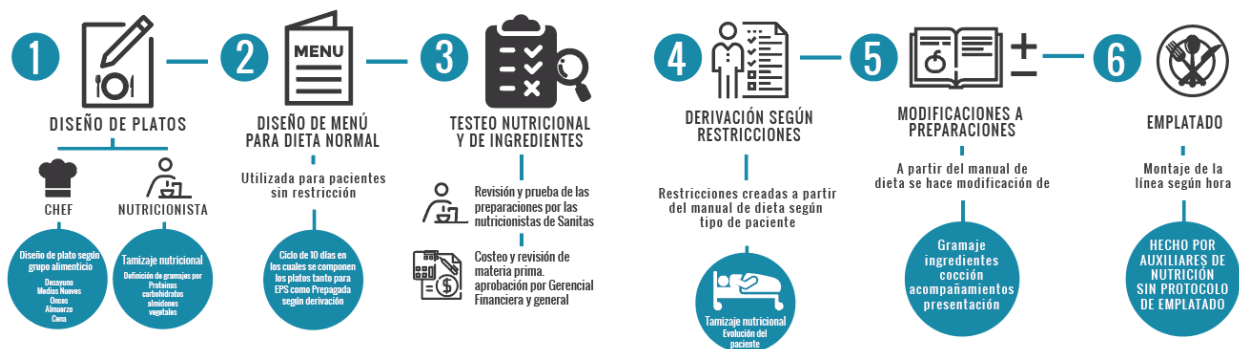 1
DISEÑO DE PLATOS
CHEF
Diseño de plato según
grupo alimenticio
Desayuno
Medias Nueves
Onces
Almuerzo
Cena
NUTRICIONISTA
Tamizaje nutricional
Definición de gramajes por
Proteínas
carbohidratos
almidones
vegetales
2
MENU
DISEÑO DE MENÚ
PARA DIETA NORMAL
Utilizada para pacientes
sin restricción
Ciclo de 10 días en
los cuales se componen
los platos tanto para
EPS como Prepagada
según derivación
3
TESTEO NUTRICIONAL
Y DE INGREDIENTES
Revisión y prueba de las
preparaciones por las
nutricionistas de Sanitas
Costeo y revisión de
materia prima.
aprobación por Gerencial
Financiera y general
4
DERIVACIÓN SEGÚN
RESTRICCIONES
Restricciones creadas a partir
del manual de dieta según
tipo de paciente
Tamizaje nutricional
Evolución del
paciente
5
MODIFICACIONES A
PREPARACIONES
A partir del manual de
dieta se hace modificación de
Gramaje
ingredientes
cocción
acompañamientos
presentación
6
EMPLATADO
Montaje de la
línea según hora
HECHO POR
AUXILIARES DE
NUTRICIÓN
SIN PROTOCOLO
DE EMPLATADO